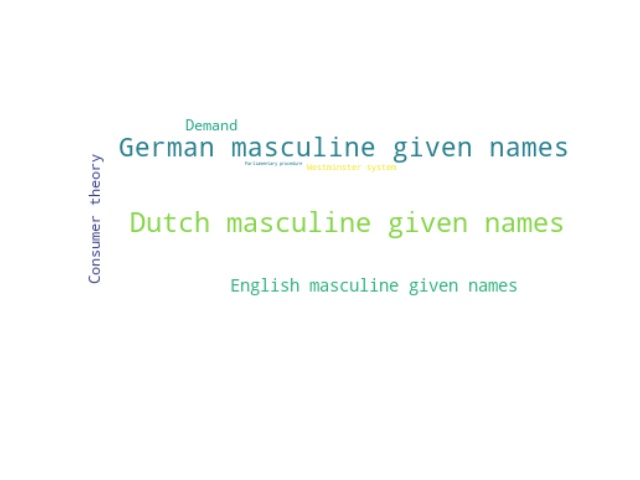 Demand
German masculine given names
Parliamentary procedure
Westminster system
Consumer theory
Dutch masculine given names
English masculine given names